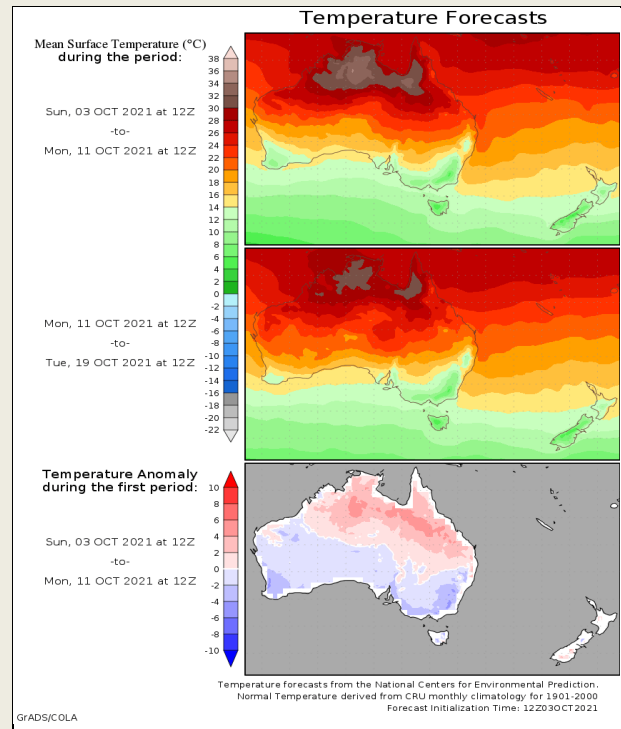 Temperature Forecasts
Mean Surface Temperature (°C)
during the period:
Sun, 03 OCT 2021 at 12Z
-to-
Mon, 11 OCT 2021 at 12Z
38
36
34
32
30
28
26
24
22
20
18
16
14
12
10
8
6
4
2
0
-2
-4
-6
-8
-10
-12
-14
-16
-18
-20
-22
Mon, 11 OCT 2021 at 12Z
-to-
Tue, 19 OCT 2021 at 12Z
Temperature Anomaly
during the first period:
Sun, 03 OCT 2021 at 12Z
-to-
Mon, 11 OCT 2021 at 12Z
10
8
6
4
2
0
-2
-4
-6
-8
-10
Temperature forecasts from the National Centers for Environmental Prediction.
Normal Temperature derived from CRU monthly climatology for 1901-2000
Forecast Initialization Time: 12Z03OCT2021
GrADS/COLA